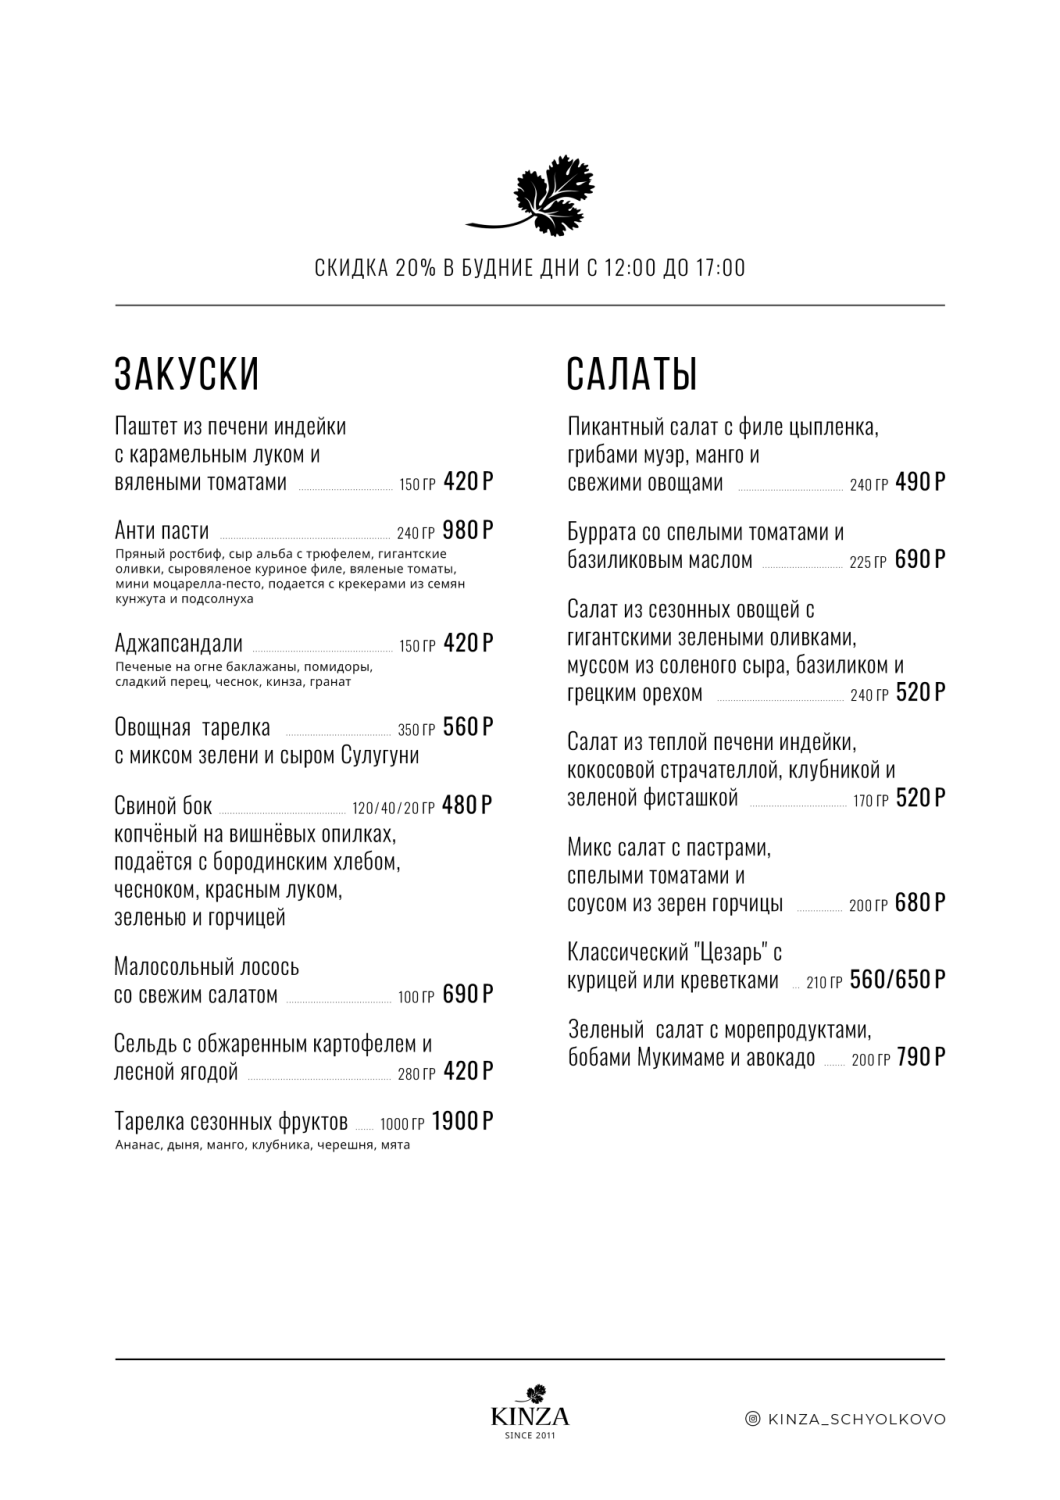 СКИДКА 20% В БУДНИЕ ДНИ С 12:00 ДО 17:00
ЗАКУСКИ
Паштет из печени индейки
с карамельным луком и
вялеными томатами 150 ГР 420 Р
Анти пасти 240 ГР 980 Р
Пряный ростбиф, сыр альба с трюфелем, гигантские
оливки, сыровяленое куриное филе, вяленые томаты,
мини моцарелла-песто, подается с крекерами из семян
кунжута и подсолнуха
Аджапсандали 150 ГР 420 Р
Печеные на огне баклажаны, помидоры,
сладкий перец, чеснок, кинза, гранат
Овощная тарелка 350 ГР 560 Р
с миксом зелени и сыром Сулугуни
Свиной бок 120/40/20 ГР 480 Р
копчёный на вишнёвых опилках,
подаётся с бородинским хлебом,
чесноком, красным луком,
зеленью и горчицей
Малосольный лосось
со свежим салатом 100 ГР 690 Р
Сельдь с обжаренным картофелем и
лесной ягодой 280 ГР 420 Р
Тарелка сезонных фруктов 1000 ГР 1900 Р
Ананас, дыня, манго, клубника, черешня, мята
САЛАТЫ
Пикантный салат с филе цыпленка,
грибами муэр, манго и
свежими овощами 240 ГР 490 Р
Буррата со спелыми томатами и
базиликовым маслом 225 ГР 690 Р
Салат из сезонных овощей с
гигантскими зелеными оливками,
муссом из соленого сыра, базиликом и
грецким орехом 240 ГР 520 Р
Салат из теплой печени индейки,
кокосовой страчателлой, клубникой и
зеленой фисташкой 170 ГР 520 Р
Микс салат с пастрами,
спелыми томатами и
соусом из зерен горчицы 200 ГР 680 Р
Классический "Цезарь" с
курицей или креветками 210 ГР 560/650 Р
Зеленый салат с морепродуктами,
бобами Мукимаме и авокадо 200 ГР 790 Р
KINZA
SINCE 2011
KINZA_SCHYOLKOVO